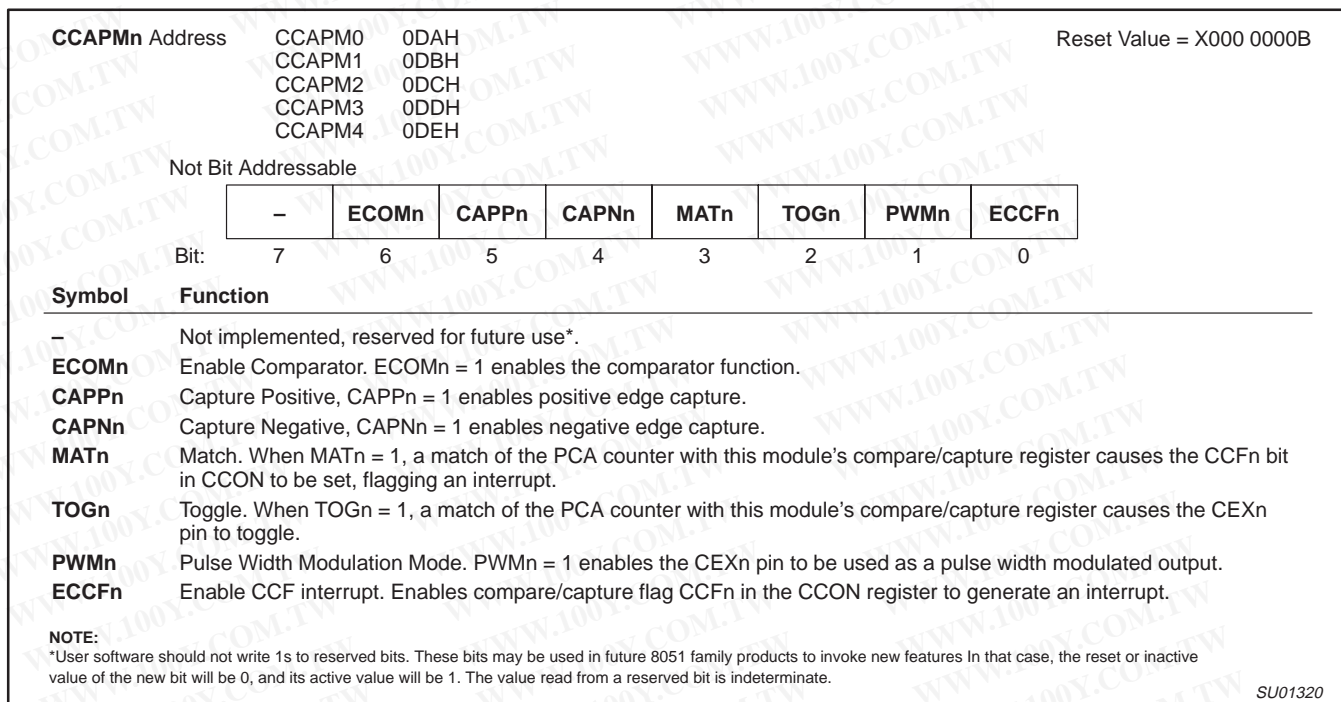 CCAPMn Address CCAPM0 0DAH Reset Value = X000 0000B
CCAPM1 0DBH
CCAPM2 0DCH
CCAPM3 0DDH
CCAPM4 0DEH
Not Bit Addressable
– ECOMn CAPPn CAPNn MATn TOGn PWMn ECCFn
Bit: 7 6 5 4 3 2 1 0
Symbol Function
– Not implemented, reserved for future use*.
ECOMn Enable Comparator. ECOMn = 1 enables the comparator function.
CAPPn Capture Positive, CAPPn = 1 enables positive edge capture.
CAPNn Capture Negative, CAPNn = 1 enables negative edge capture.
MATn Match. When MATn = 1, a match of the PCA counter with this module's compare/capture register causes the CCFn bit
in CCON to be set, flagging an interrupt.
TOGn Toggle. When TOGn = 1, a match of the PCA counter with this module's compare/capture register causes the CEXn
pin to toggle.
PWMn Pulse Width Modulation Mode. PWMn = 1 enables the CEXn pin to be used as a pulse width modulated output.
ECCFn Enable CCF interrupt. Enables compare/capture flag CCFn in the CCON register to generate an interrupt.
NOTE:
*User software should not write 1s to reserved bits. These bits may be used in future 8051 family products to invoke new features In that case, the reset or inactive
value of the new bit will be 0, and its active value will be 1. The value read from a reserved bit is indeterminate.
SU01320
WWW.100Y.COM.TW